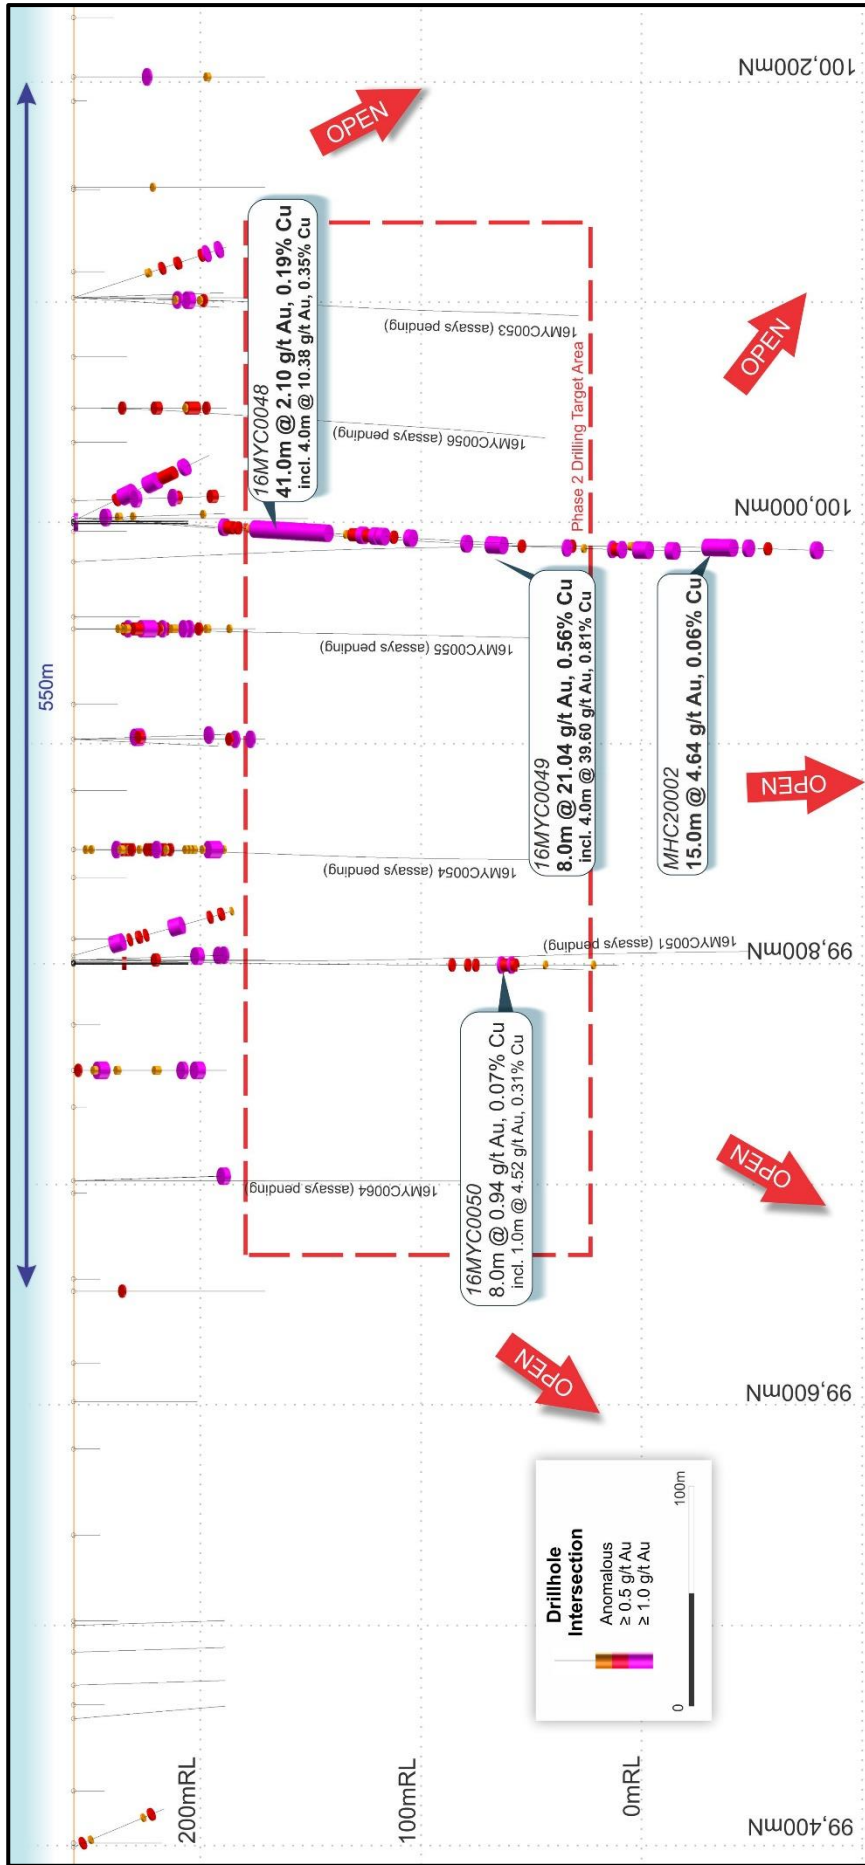 550m
OPEN
16MYC0048
41.0m @ 2.10 g/t Au, 0.19% Cu
incl. 4.0m @ 10.38 g/t Au, 0.35% Cu
16MYC0064 (assays pending)
16MYC0051 (assays pending)
16MYC0054 (assays pending)
16MYC0055 (assays pending)
16MYC0056 (assays pending)
16MYC0053 (assays pending)
16MYC0050
8.0m @ 0.94 g/t Au, 0.07% Cu
incl. 1.0m @ 4.52 g/t Au, 0.31% Cu
16MYC0049
8.0m @ 21.04 g/t Au, 0.56% Cu
incl. 4.0m @ 39.60 g/t Au, 0.81% Cu
Phase 2 Drilling Target Area
MHC20002
15.0m @ 4.64 g/t Au, 0.06% Cu
OPEN
OPEN
OPEN
OPEN
200mRL
100mRL
0mRL
Drillhole
Intersection
Anomalous
≥ 0.5 g/t Au
≥ 1.0 g/t Au
0
100m
99,400mN
99,600mN
99,800mN
100,000mN
100,200mN